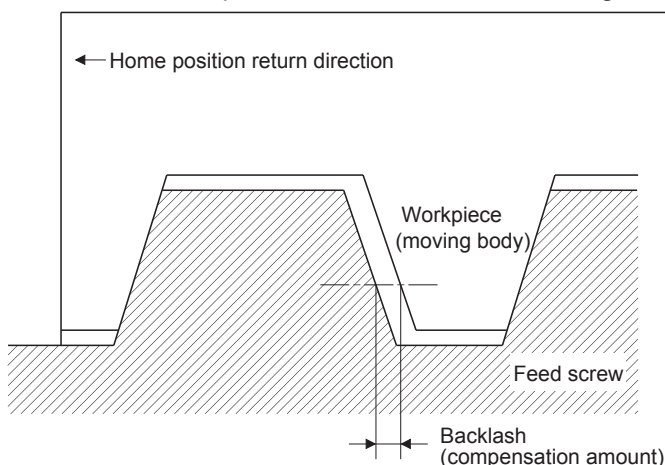 Home position return direction
Workpiece
(moving body)
Feed screw
Backlash
(compensation amount)